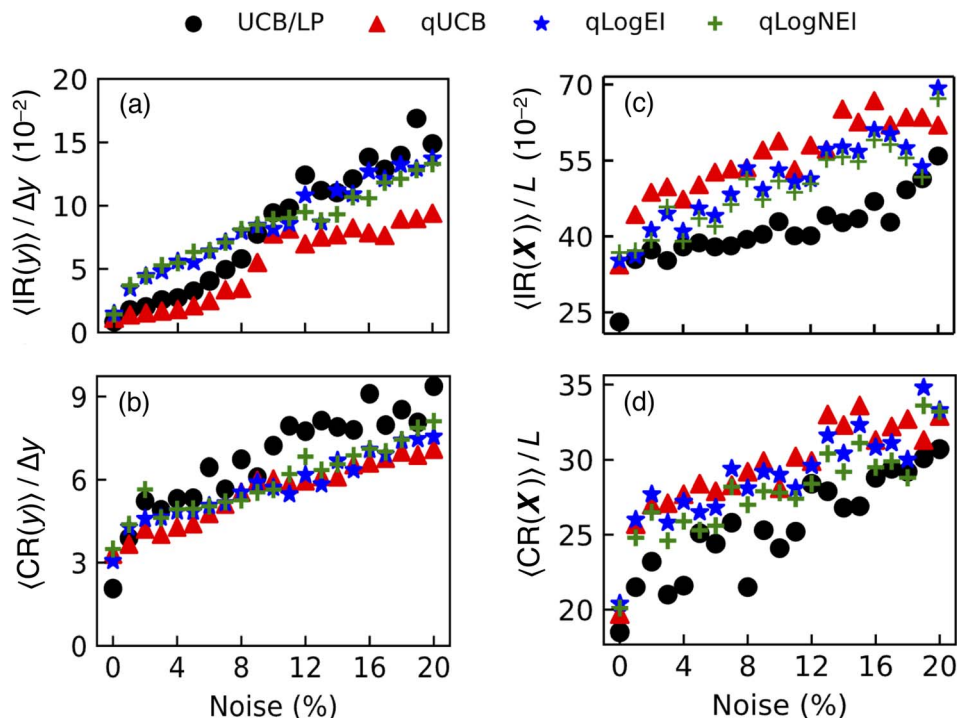 UCB/LP qUCB qLogEI qLogNEI
(a)
⟨IR(y)⟩ / Δy (10⁻²)
20
15
10
5
0
(c)
⟨IR(X)⟩ / L (10⁻²)
70
55
40
25
(b)
⟨CR(y)⟩ / Δy
9
6
3
0
0 4 8 12 16 20
Noise (%)
(d)
⟨CR(X)⟩ / L
35
30
25
20
0 4 8 12 16 20
Noise (%)